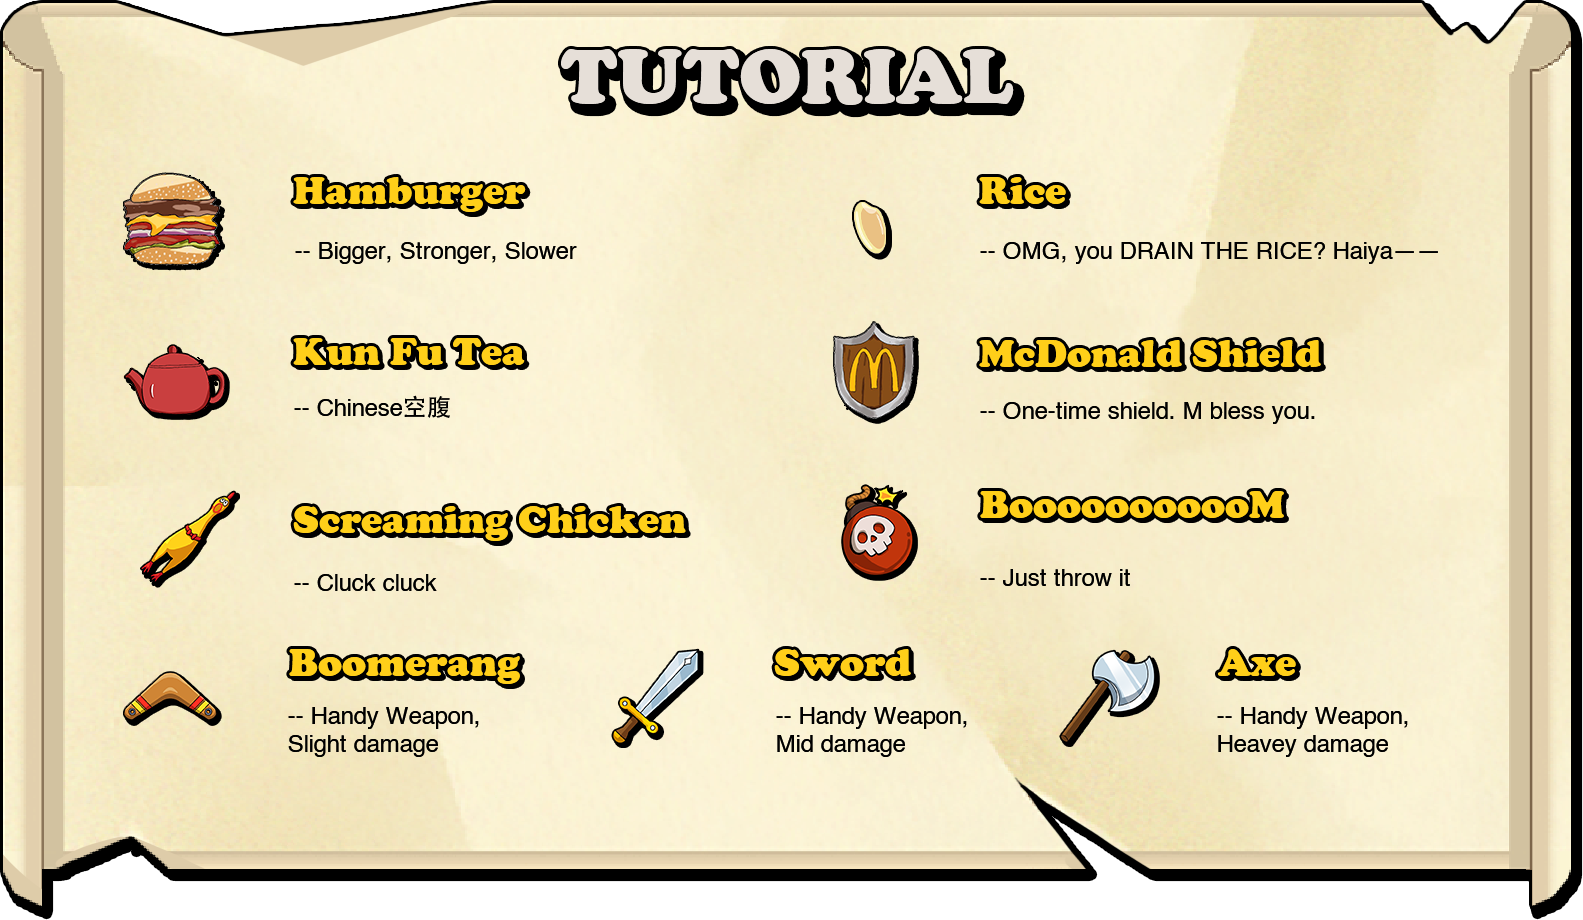 TUTORIAL
Hamburger
-- Bigger, Stronger, Slower
Rice
-- OMG, you DRAIN THE RICE? Haiya——
Kun Fu Tea
-- Chinese空腹
McDonald Shield
-- One-time shield. M bless you.
Screaming Chicken
-- Cluck cluck
BoooooooooooM
-- Just throw it
Boomerang
-- Handy Weapon,
Slight damage
Sword
-- Handy Weapon,
Mid damage
Axe
-- Handy Weapon,
Heavey damage